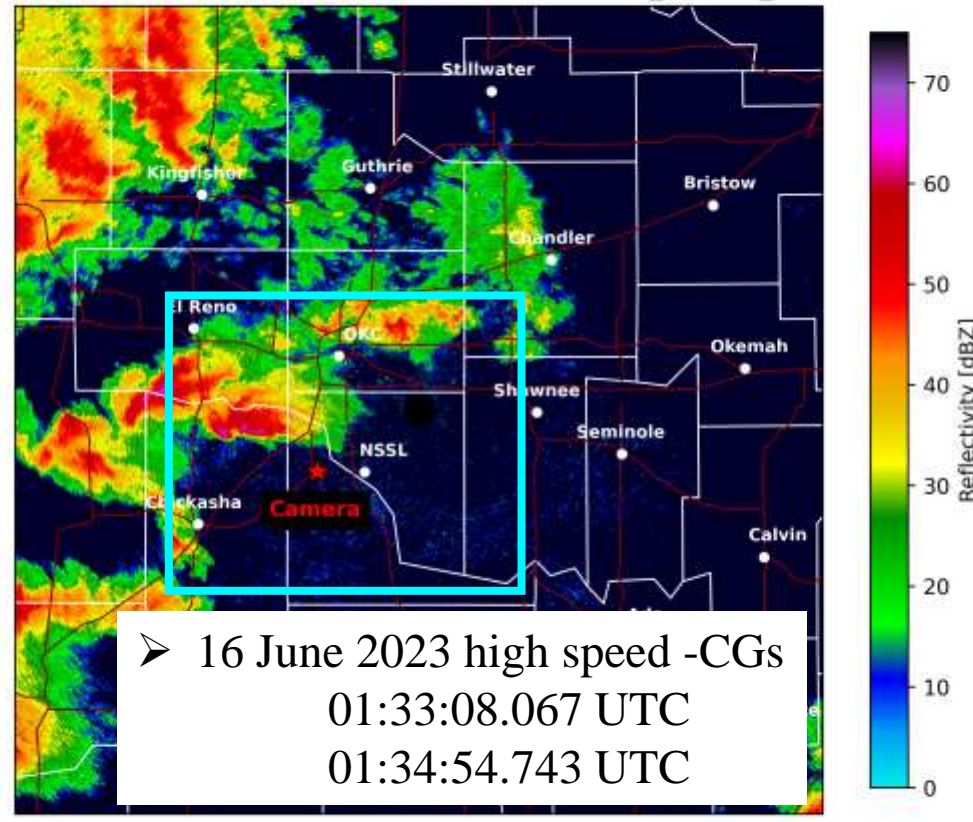 Stillwater
Kingfisher
Guthrie
Bristow
Chandler
El Reno
OKC
Okemah
Shawnee
Seminole
NSSL
Camera
Chickasha
Calvin
➢ 16 June 2023 high speed -CGs
01:33:08.067 UTC
01:34:54.743 UTC
70
60
50
40
30
20
10
0
Reflectivity [dBZ]